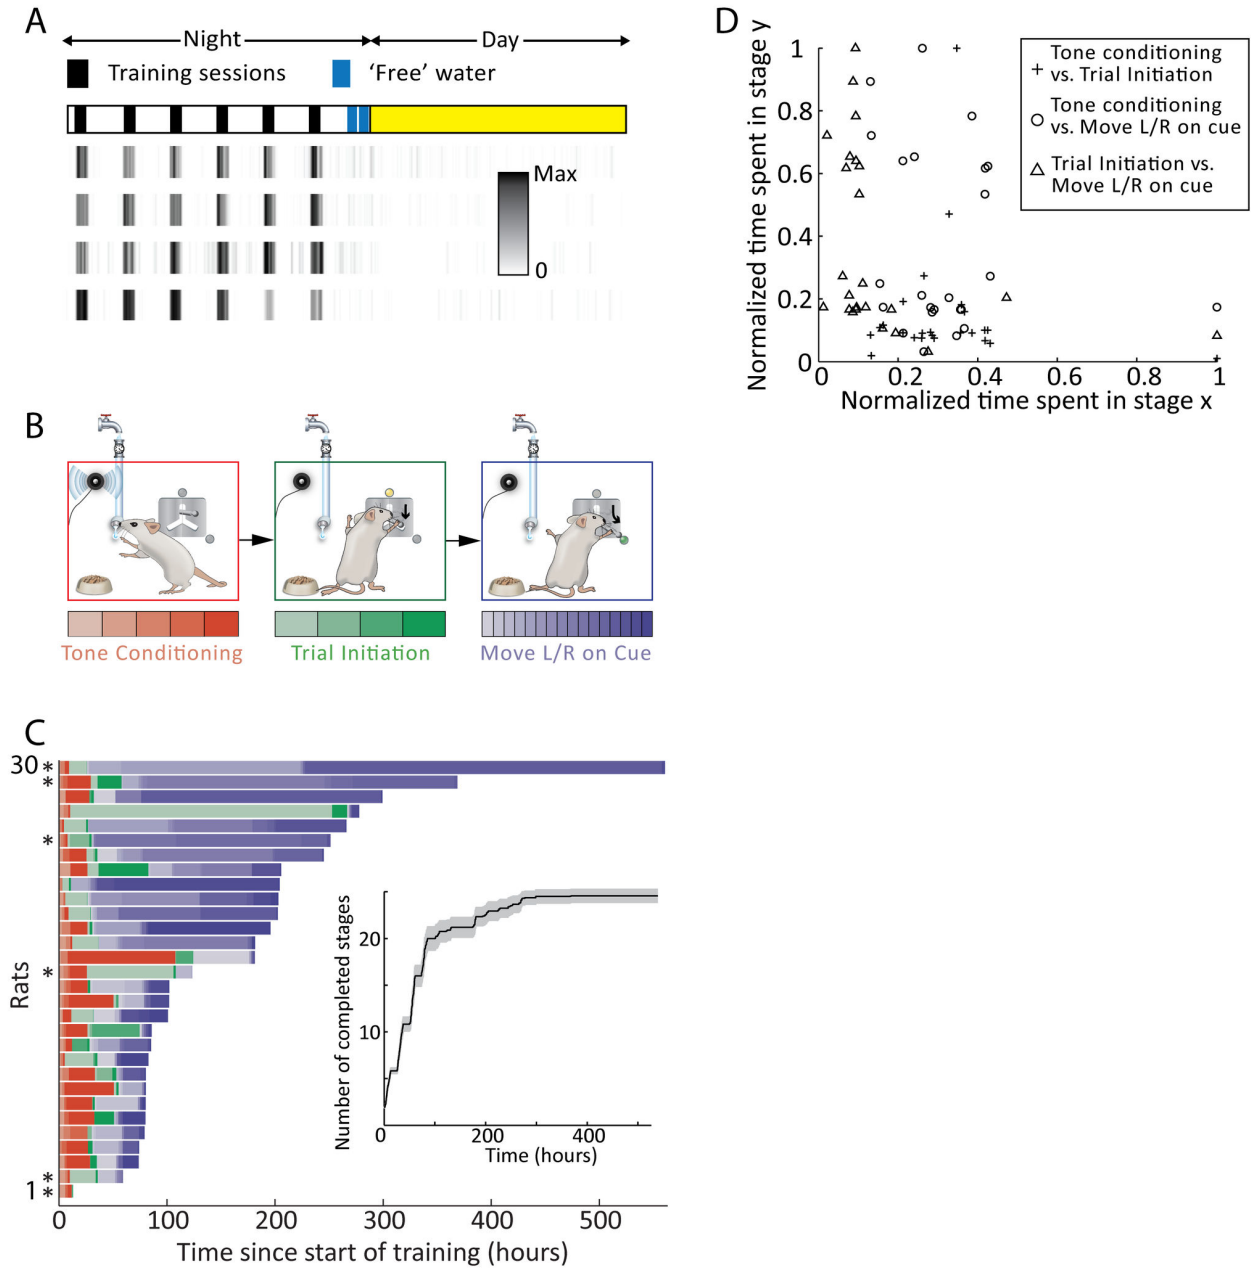 A
Night
Day
Training sessions
'Free' water
Max
0
B
Tone Conditioning
Trial Initiation
Move L/R on Cue
C
30 *
*
*
*
*
1 *
Rats
0 100 200 300 400 500
Time since start of training (hours)
Number of completed stages
20
10
0 200 400
Time (hours)
D
Normalized time spent in stage y
1
0.8
0.6
0.4
0.2
0
0 0.2 0.4 0.6 0.8 1
Normalized time spent in stage x
Tone conditioning
vs. Trial Initiation
Tone conditioning
vs. Move L/R on cue
Trial Initiation vs.
Move L/R on cue